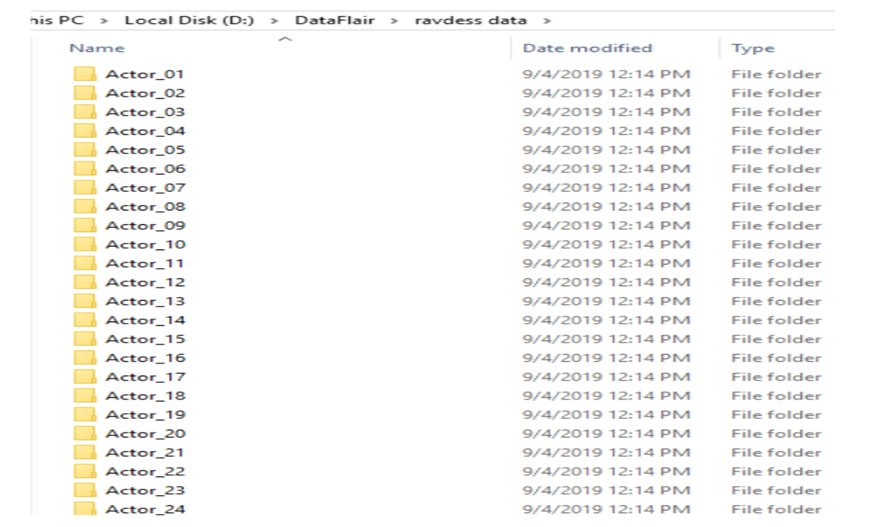 his PC > Local Disk (D:) > DataFlair > ravdess data >
Name Date modified Type
Actor_01 9/4/2019 12:14 PM File folder
Actor_02 9/4/2019 12:14 PM File folder
Actor_03 9/4/2019 12:14 PM File folder
Actor_04 9/4/2019 12:14 PM File folder
Actor_05 9/4/2019 12:14 PM File folder
Actor_06 9/4/2019 12:14 PM File folder
Actor_07 9/4/2019 12:14 PM File folder
Actor_08 9/4/2019 12:14 PM File folder
Actor_09 9/4/2019 12:14 PM File folder
Actor_10 9/4/2019 12:14 PM File folder
Actor_11 9/4/2019 12:14 PM File folder
Actor_12 9/4/2019 12:14 PM File folder
Actor_13 9/4/2019 12:14 PM File folder
Actor_14 9/4/2019 12:14 PM File folder
Actor_15 9/4/2019 12:14 PM File folder
Actor_16 9/4/2019 12:14 PM File folder
Actor_17 9/4/2019 12:14 PM File folder
Actor_18 9/4/2019 12:14 PM File folder
Actor_19 9/4/2019 12:14 PM File folder
Actor_20 9/4/2019 12:14 PM File folder
Actor_21 9/4/2019 12:14 PM File folder
Actor_22 9/4/2019 12:14 PM File folder
Actor_23 9/4/2019 12:14 PM File folder
Actor_24 9/4/2019 12:14 PM File folder